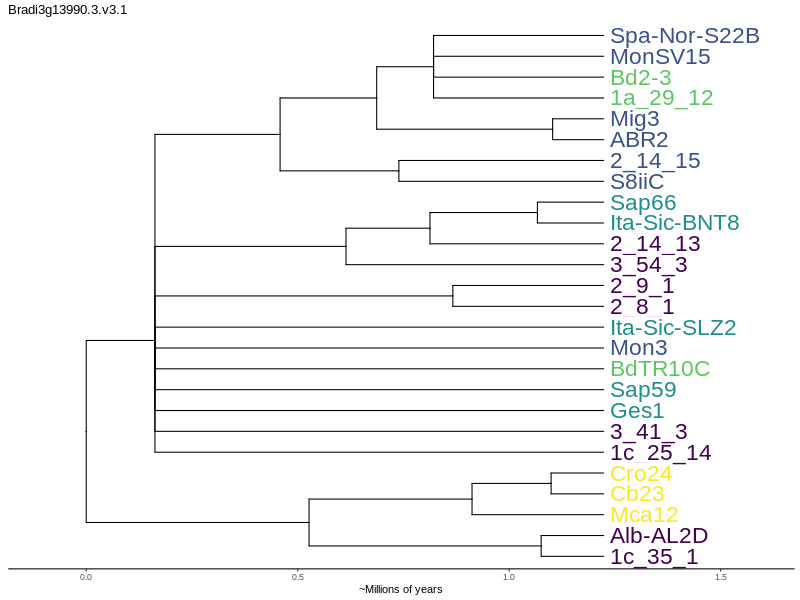 Bradi3g13990.3.v3.1
Spa-Nor-S22B
MonSV15
Bd2-3
1a_29_12
Mig3
ABR2
2_14_15
S8iiC
Sap66
Ita-Sic-BNT8
2_14_13
3_54_3
2_9_1
2_8_1
Ita-Sic-SLZ2
Mon3
BdTR10C
Sap59
Ges1
3_41_3
1c_25_14
Cro24
Cb23
Mca12
Alb-AL2D
1c_35_1
0.0 0.5 1.0 1.5
~Millions of years